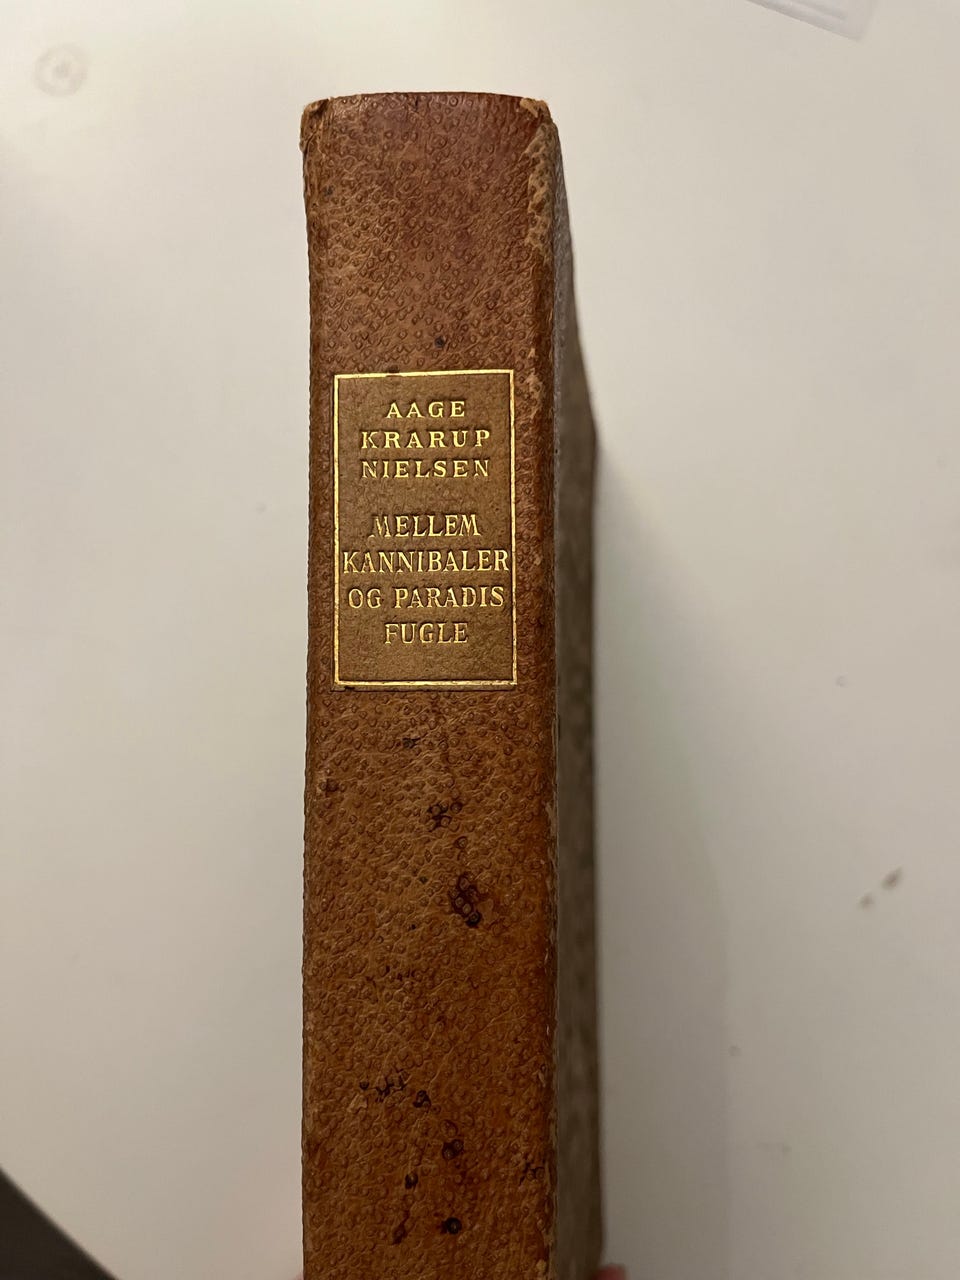 AAGE
KRARUP
NIELSEN
MELLEM
KANNIBALER
OG PARADIS
FUGLE